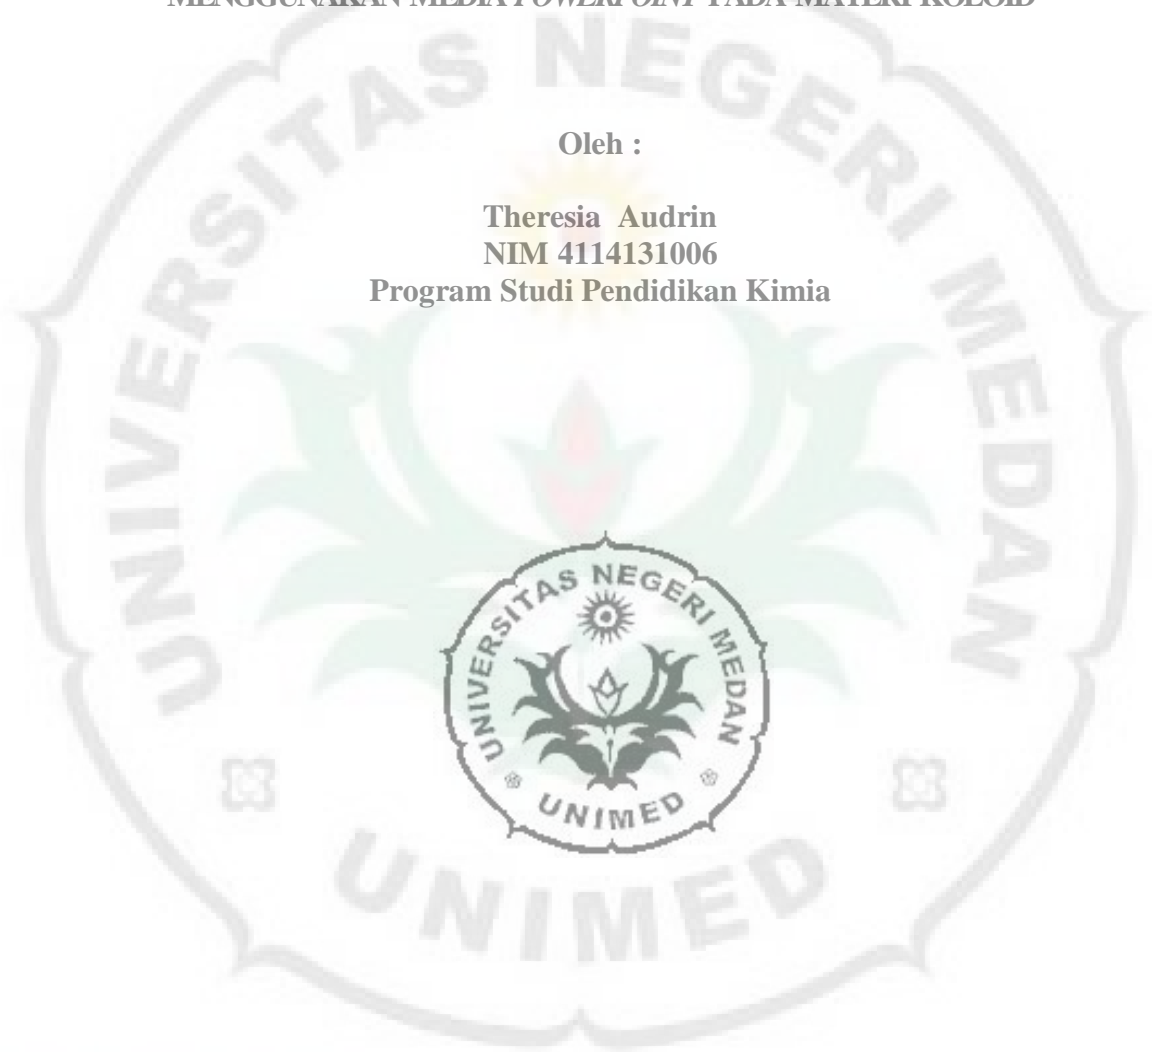 MENGGUNAKAN MEDIA POWERPOINT PADA MATERI KOLOID
UNIVERSITAS NEGERI MEDAN
Oleh :
Theresia Audrin
NIM 4114131006
Program Studi Pendidikan Kimia
UNIVERSITAS NEGERI MEDAN
UNIMED
UNIMED